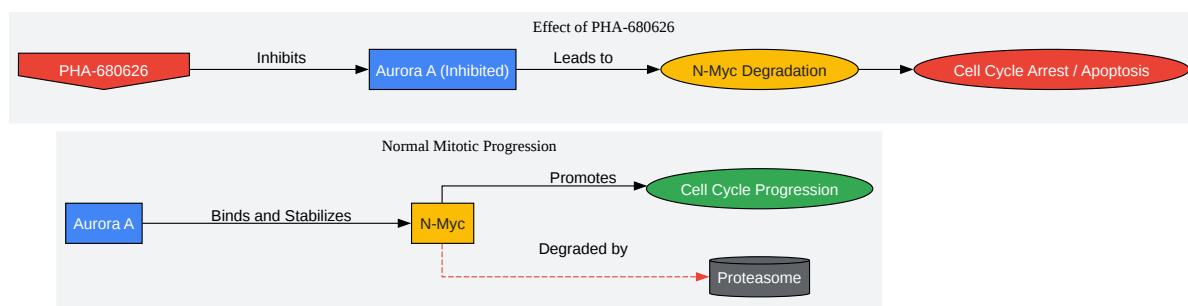 Effect of PHA-680626
PHA-680626
Inhibits
Aurora A (Inhibited)
Leads to
N-Myc Degradation
Cell Cycle Arrest / Apoptosis
Normal Mitotic Progression
Aurora A
Binds and Stabilizes
N-Myc
Promotes
Cell Cycle Progression
Degraded by
Proteasome